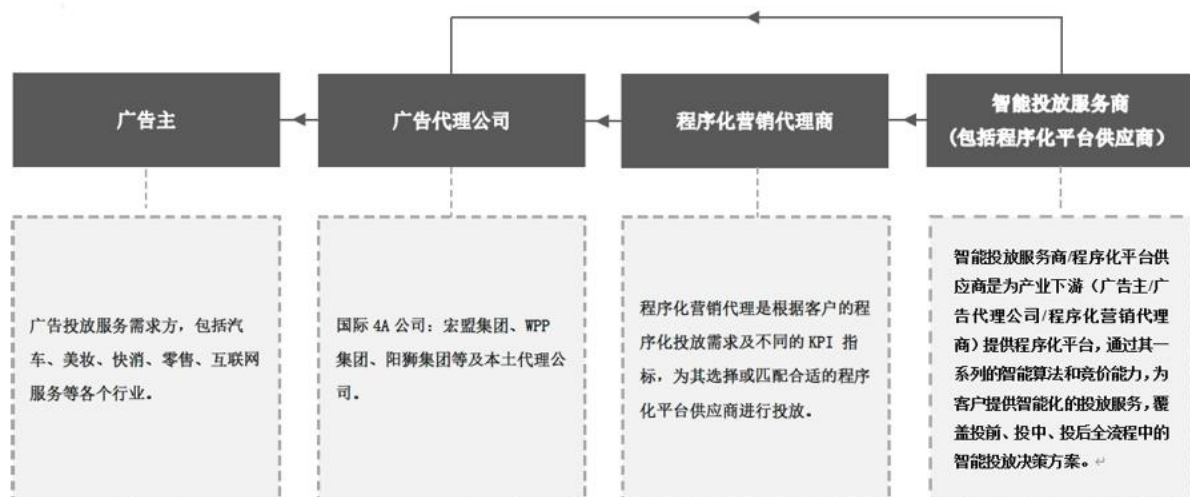 广告主
广告代理公司
程序化营销代理商
智能投放服务商
(包括程序化平台供应商）
广告投放服务需求方，包括汽
车、美妆、快消、零售、互联网
服务等各个行业。
国际 4A 公司：宏盟集团、WPP
集团、阳狮集团等及本土代理公
司。
程序化营销代理是根据客户的程
序化投放需求及不同的 KPI 指
标，为其选择或匹配合适的程序
化平台供应商进行投放。
智能投放服务商/程序化平台供
应商是为产业下游（广告主/广
告代理公司/程序化营销代理
商）提供程序化平台，通过其一
系列的智能算法和竞价能力，为
客户提供智能化的投放服务，覆
盖投前、投中、投后全流程中的
智能投放决策方案。